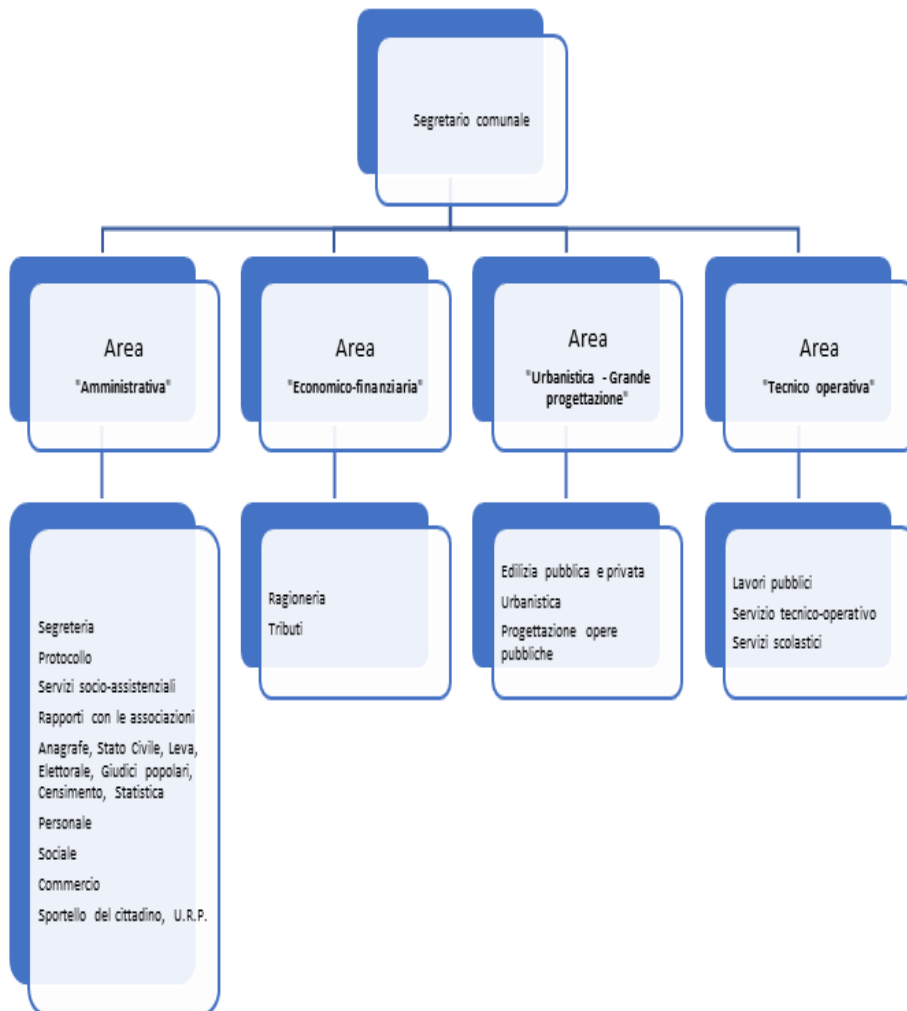 Segretario comunale
Area
"Amministrativa"
Area
"Economico-finanziaria"
Area
"Urbanistica - Grande
progettazione"
Area
"Tecnico operativa"
Segreteria
Protocollo
Servizi socio-assistenziali
Rapporti con le associazioni
Anagrafe, Stato Civile, Leva,
Elettorale, Giudici popolari,
Censimento, Statistica
Personale
Sociale
Commercio
Sportello del cittadino, U.R.P.
Ragioneria
Tributi
Edilizia pubblica e privata
Urbanistica
Progettazione opere
pubbliche
Lavori pubblici
Servizio tecnico-operativo
Servizi scolastici